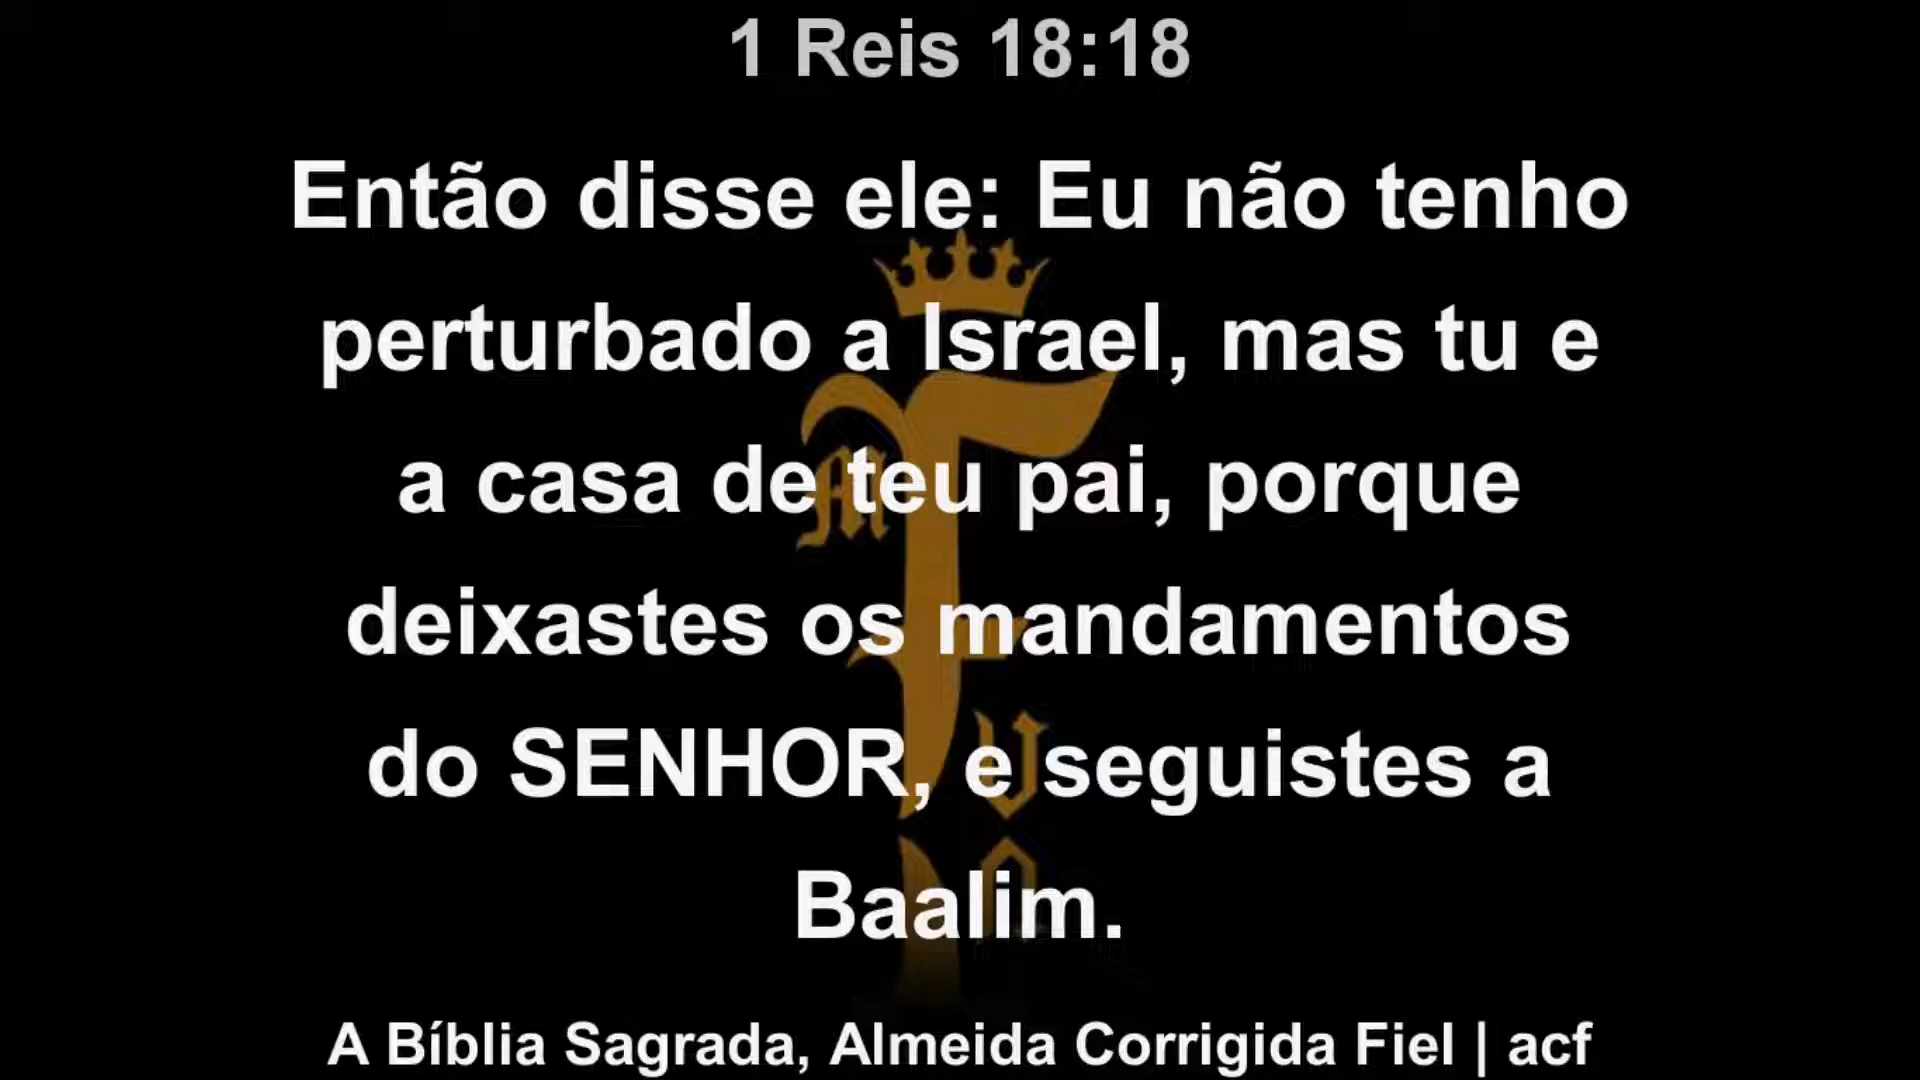 1 Reis 18:18
Então disse ele: Eu não tenho
perturbado a Israel, mas tu e
a casa de teu pai, porque
deixastes os mandamentos
do SENHOR, e seguistes a
Baalim.
A Bíblia Sagrada, Almeida Corrigida Fiel | acf